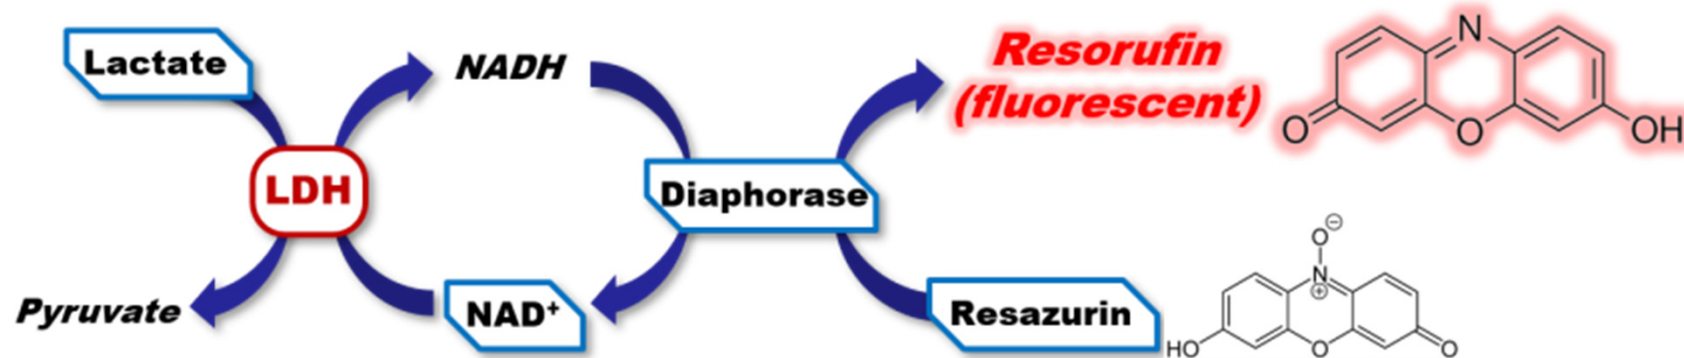 Lactate
NADH
Resorufin
(fluorescent)
N
O
O
OH
LDH
Diaphorase
Pyruvate
NAD⁺
Resazurin
O⊖
N
⊕
HO
O
O